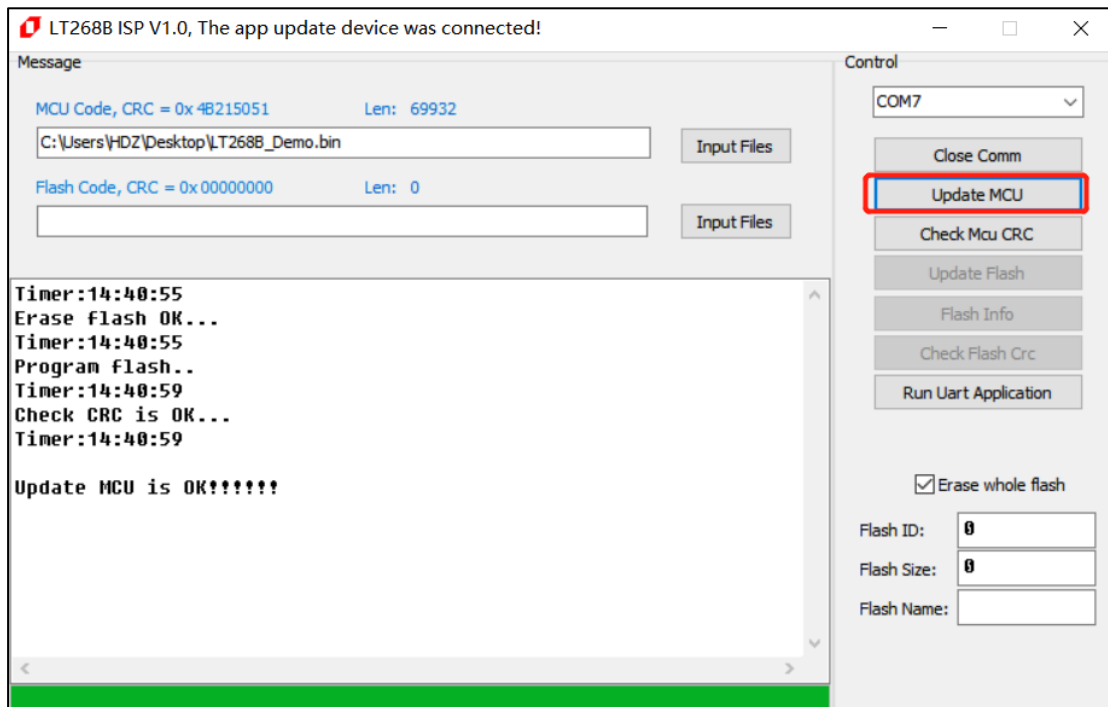 LT268B ISP V1.0, The app update device was connected!
Message
MCU Code, CRC = 0x 4B215051 Len: 69932
C:\Users\HDZ\Desktop\LT268B_Demo.bin
Input Files
Flash Code, CRC = 0x 00000000 Len: 0
Input Files
Timer:14:40:55
Erase flash OK...
Timer:14:40:55
Program flash..
Timer:14:40:59
Check CRC is OK...
Timer:14:40:59
Update MCU is OK!!!!!!
Control
COM7
Close Comm
Update MCU
Check Mcu CRC
Update Flash
Flash Info
Check Flash Crc
Run Uart Application
Erase whole flash
Flash ID: 0
Flash Size: 0
Flash Name: